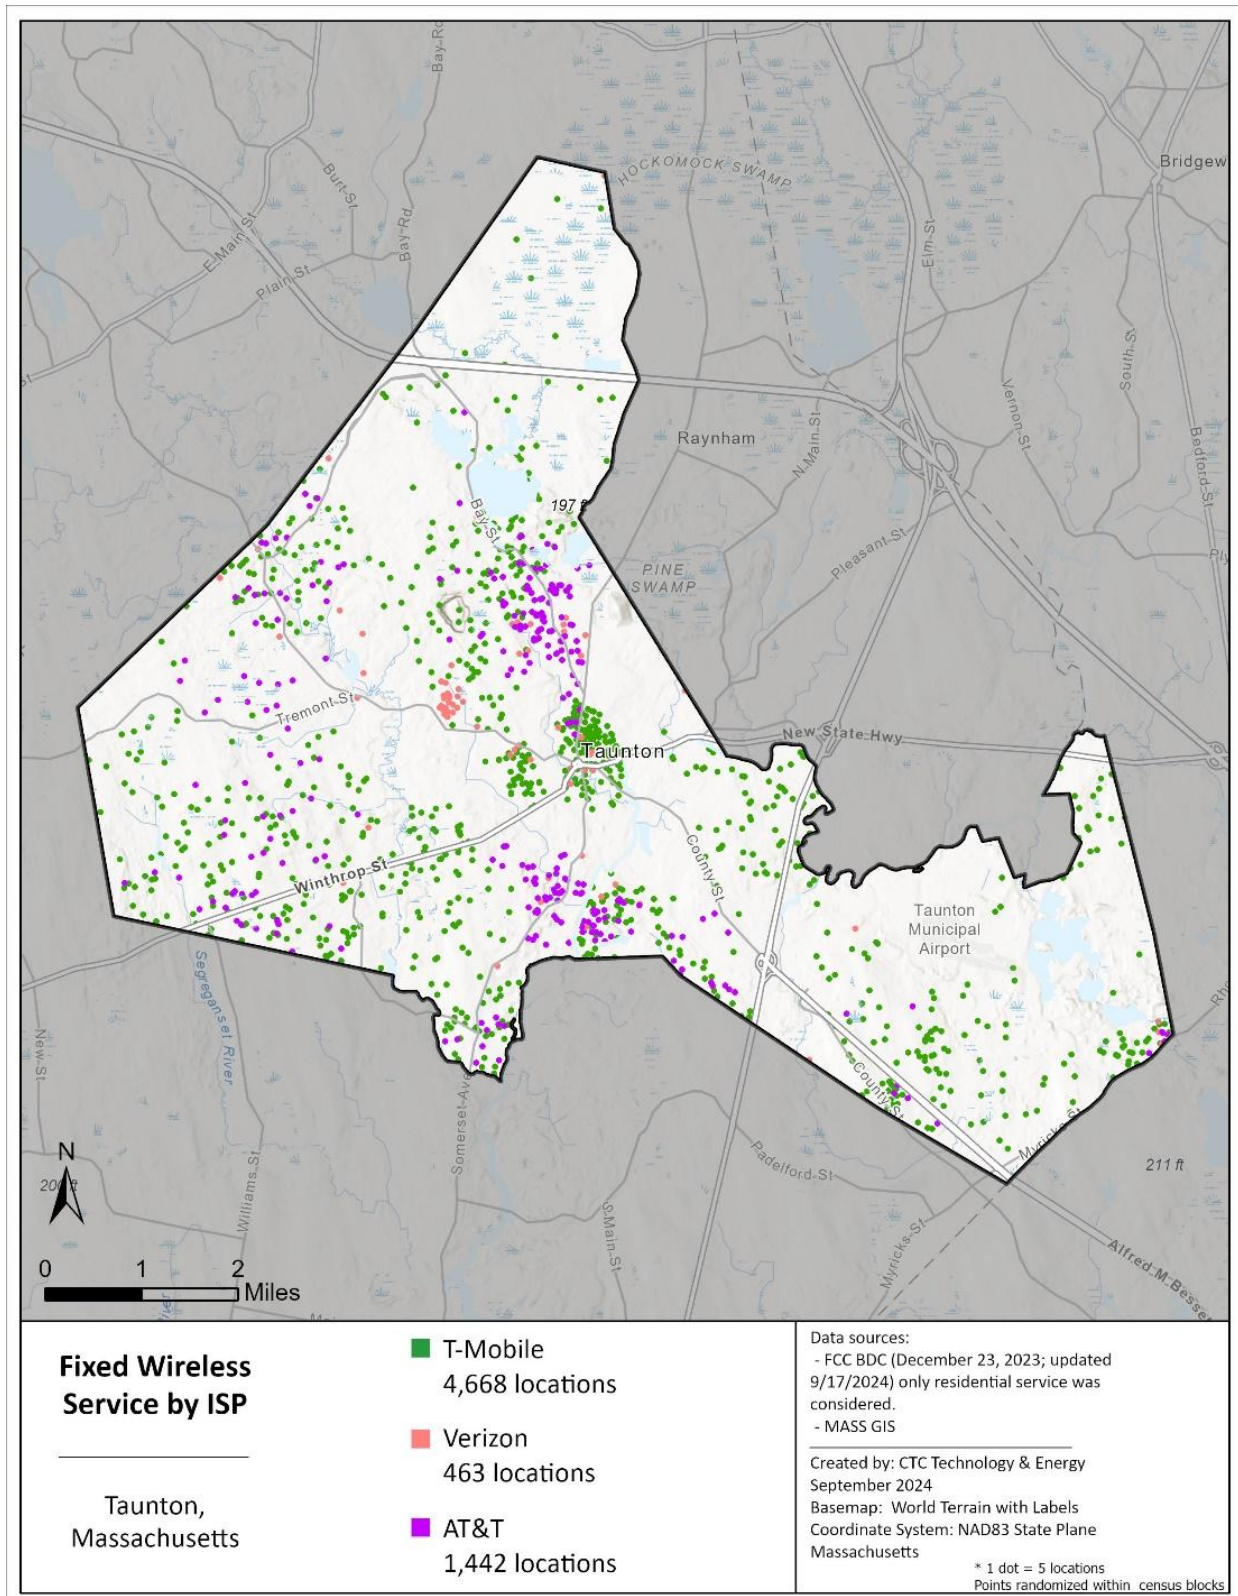 Bay Rd
HOCKOMOCK SWAMP
Bridgew
Burt St
E Main St
Bay Rd
Elm St
Plain St
South St
St
Vernon St
Raynham
N Main St
Bedford St
197 ft
Bay St
Pleasant St
Ply
PINE
SWAMP
Tremont St
New State Hwy
Taunton
County St
Winthrop St
Taunton
Municipal
Airport
Segreganset River
Rho
New St
County St
Somerset Ave
Myricks St
N
Padelford St
211 ft
Williams St
S Main St
Myricks St
Alfred M Besset
0 1 2
Miles
River
Fixed Wireless
Service by ISP
Taunton,
Massachusetts
T-Mobile
4,668 locations
Verizon
463 locations
AT&T
1,442 locations
Data sources:
- FCC BDC (December 23, 2023; updated
9/17/2024) only residential service was
considered.
- MASS GIS
Created by: CTC Technology & Energy
September 2024
Basemap: World Terrain with Labels
Coordinate System: NAD83 State Plane
Massachusetts
* 1 dot = 5 locations
Points randomized within census blocks